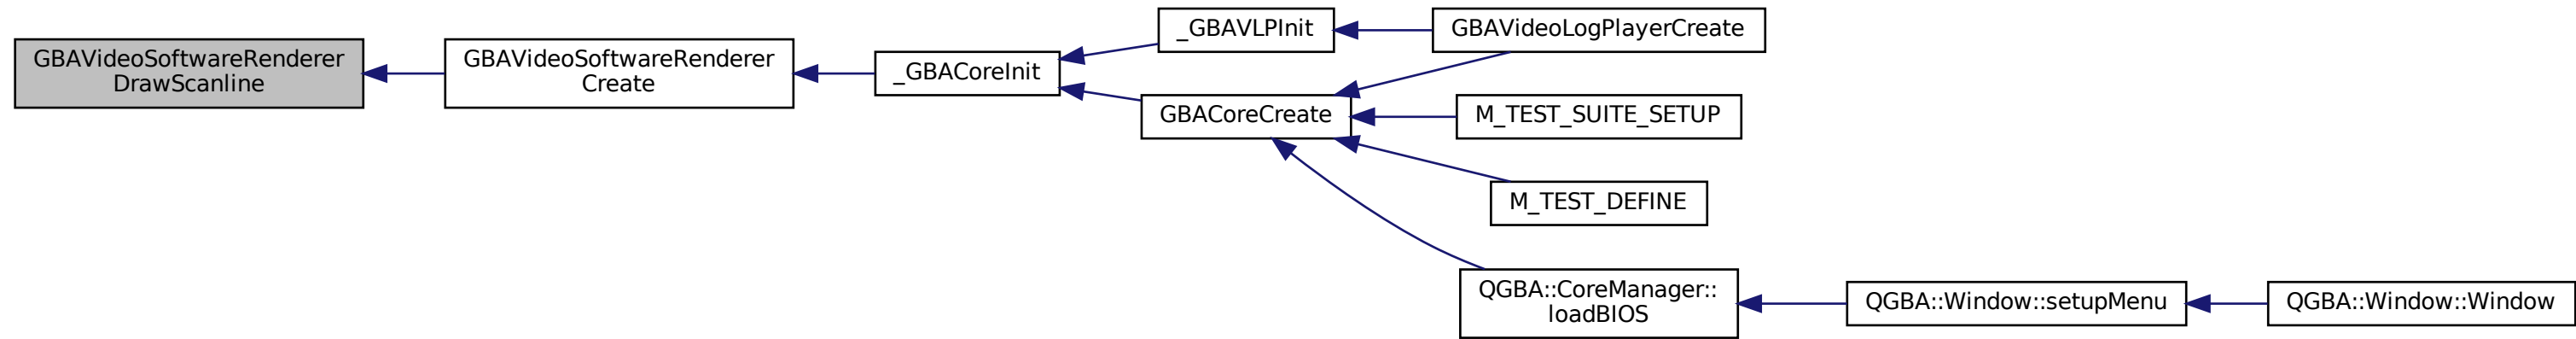 GBAVideoSoftwareRenderer
DrawScanline
GBAVideoSoftwareRenderer
Create
_GBACoreInit
_GBAVLPInit
GBAVideoLogPlayerCreate
GBACoreCreate
M_TEST_SUITE_SETUP
M_TEST_DEFINE
QGBA::CoreManager::
loadBIOS
QGBA::Window::setupMenu
QGBA::Window::Window